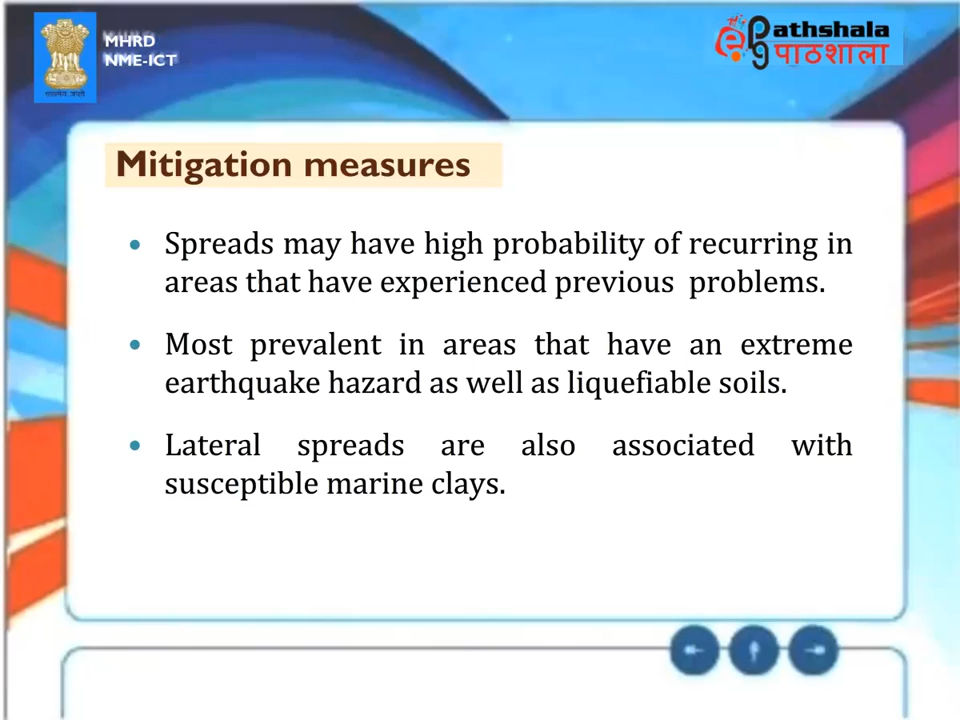 MHRD
NME-ICT
epg athshala
पाठशाला
Mitigation measures
• Spreads may have high probability of recurring in
areas that have experienced previous problems.
• Most prevalent in areas that have an extreme
earthquake hazard as well as liquefiable soils.
• Lateral spreads are also associated with
susceptible marine clays.